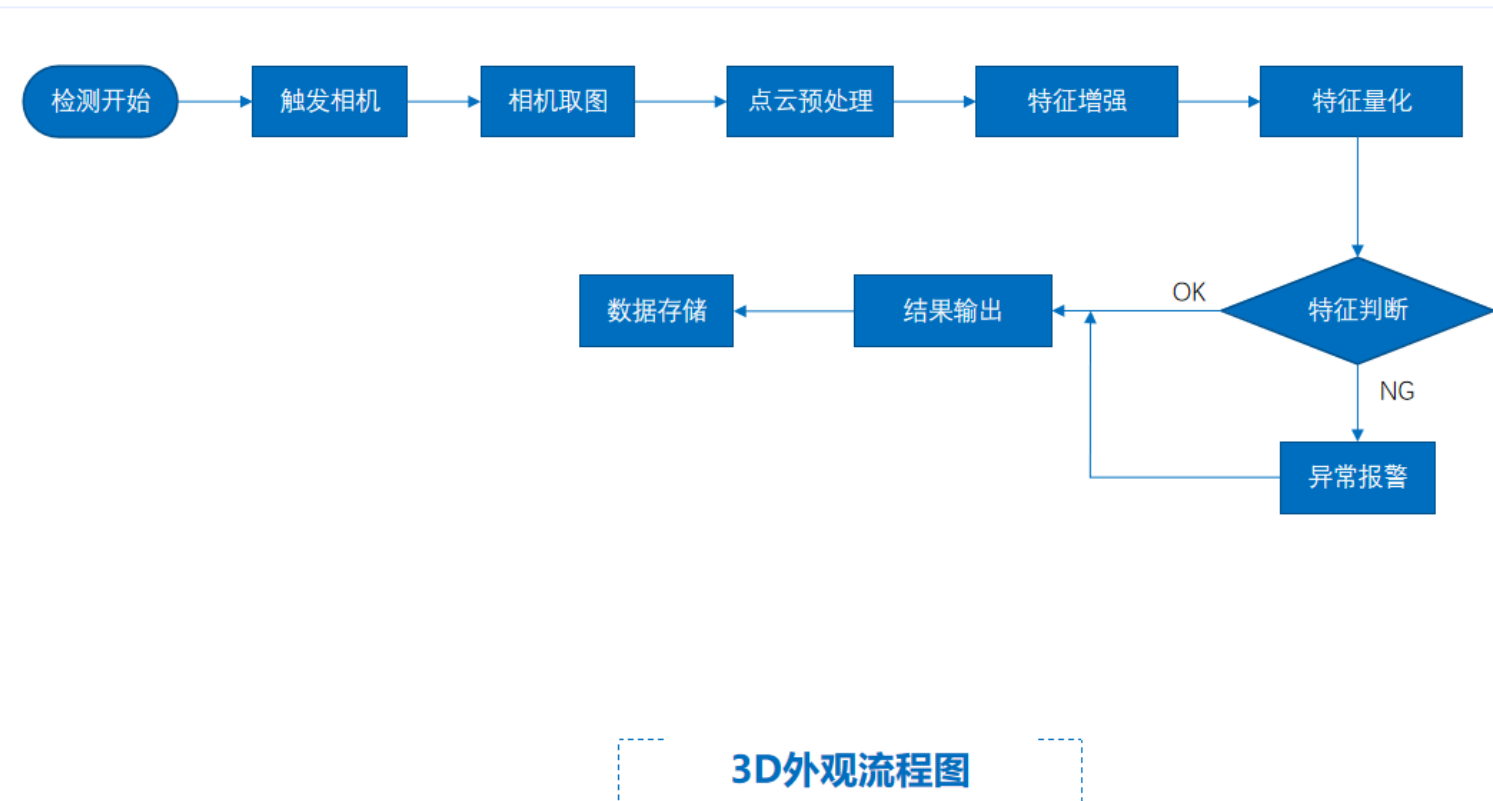 检测开始
触发相机
相机取图
点云预处理
特征增强
特征量化
特征判断
OK
结果输出
数据存储
NG
异常报警
3D外观流程图